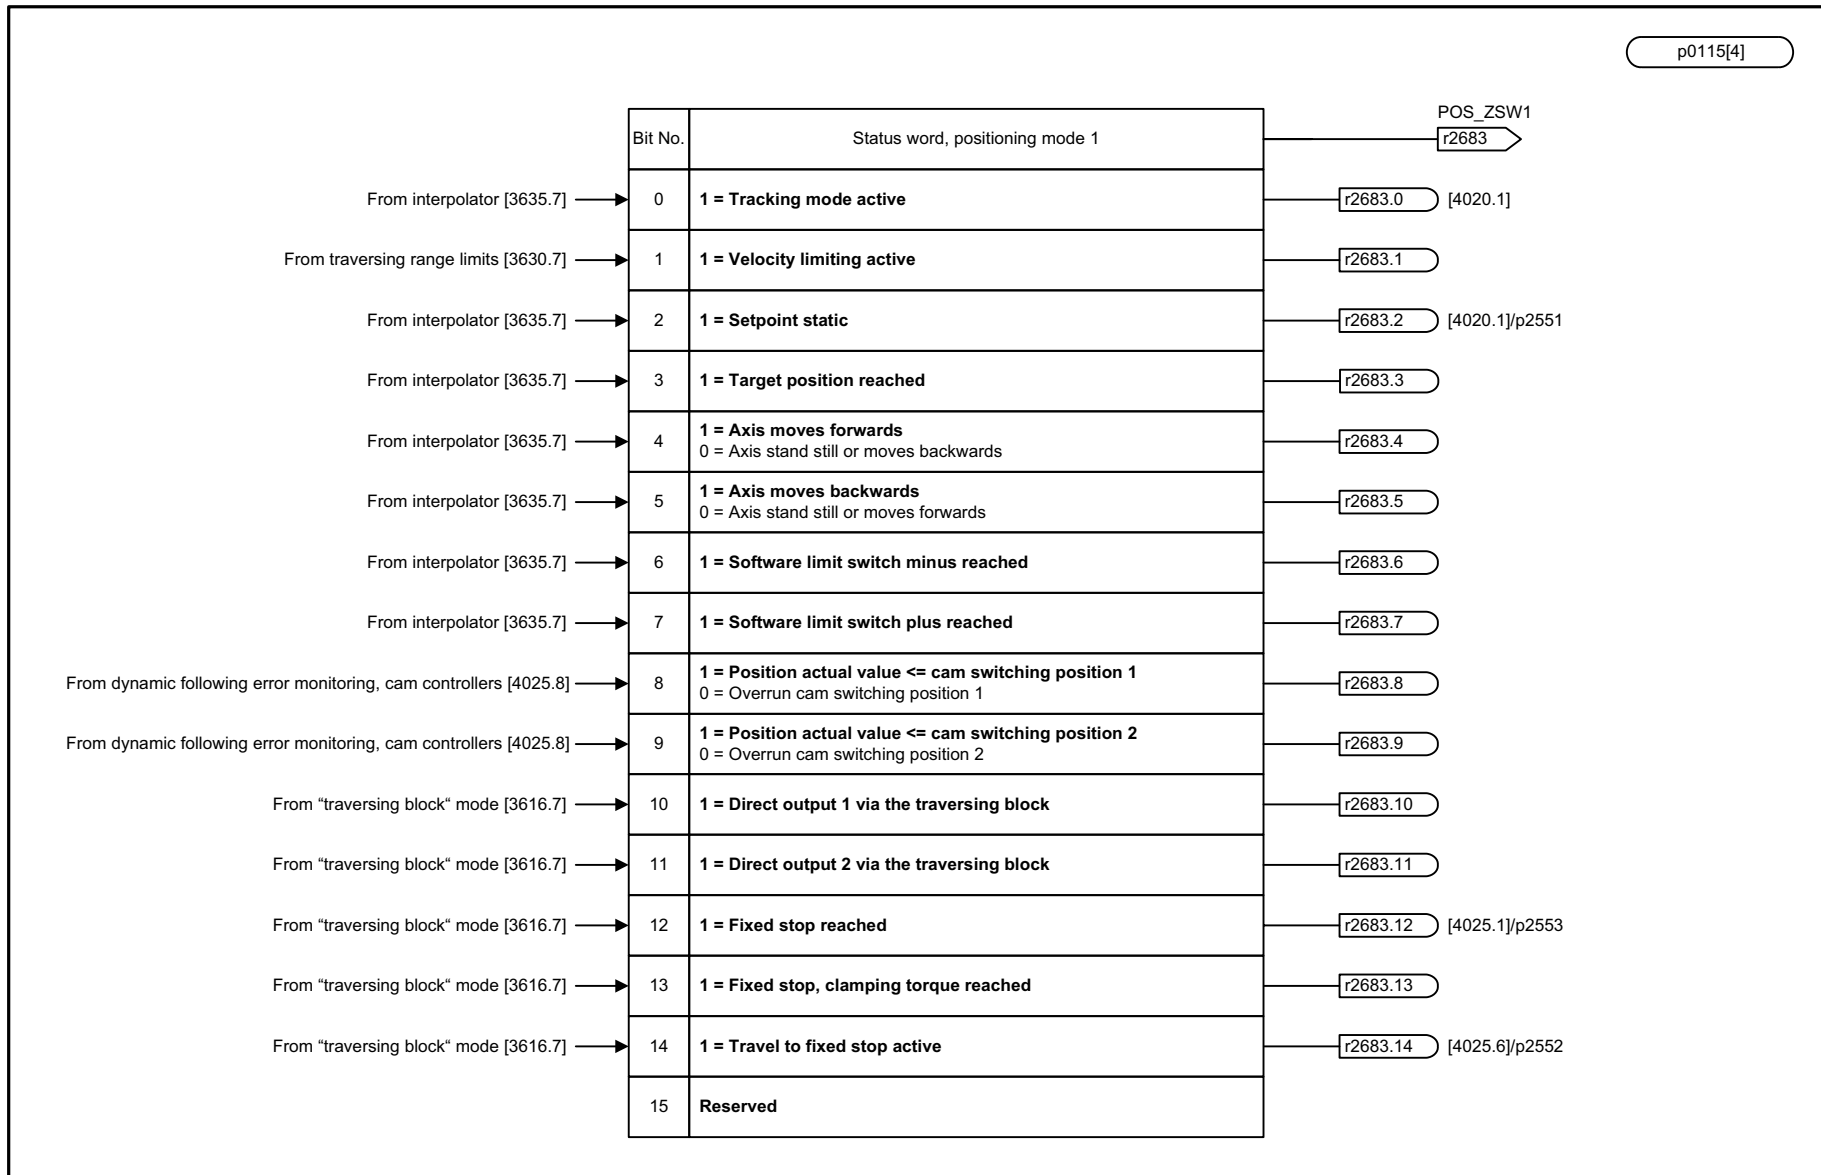 p0115[4]
POS_ZSW1
Bit No. Status word, positioning mode 1 r2683
From interpolator [3635.7] 0 1 = Tracking mode active r2683.0 [4020.1]
From traversing range limits [3630.7] 1 1 = Velocity limiting active r2683.1
From interpolator [3635.7] 2 1 = Setpoint static r2683.2 [4020.1]/p2551
From interpolator [3635.7] 3 1 = Target position reached r2683.3
From interpolator [3635.7] 4 1 = Axis moves forwards r2683.4
0 = Axis stand still or moves backwards
From interpolator [3635.7] 5 1 = Axis moves backwards r2683.5
0 = Axis stand still or moves forwards
From interpolator [3635.7] 6 1 = Software limit switch minus reached r2683.6
From interpolator [3635.7] 7 1 = Software limit switch plus reached r2683.7
From dynamic following error monitoring, cam controllers [4025.8] 8 1 = Position actual value <= cam switching position 1 r2683.8
0 = Overrun cam switching position 1
From dynamic following error monitoring, cam controllers [4025.8] 9 1 = Position actual value <= cam switching position 2 r2683.9
0 = Overrun cam switching position 2
From “traversing block“ mode [3616.7] 10 1 = Direct output 1 via the traversing block r2683.10
From “traversing block“ mode [3616.7] 11 1 = Direct output 2 via the traversing block r2683.11
From “traversing block“ mode [3616.7] 12 1 = Fixed stop reached r2683.12 [4025.1]/p2553
From “traversing block“ mode [3616.7] 13 1 = Fixed stop, clamping torque reached r2683.13
From “traversing block“ mode [3616.7] 14 1 = Travel to fixed stop active r2683.14 [4025.6]/p2552
15 Reserved